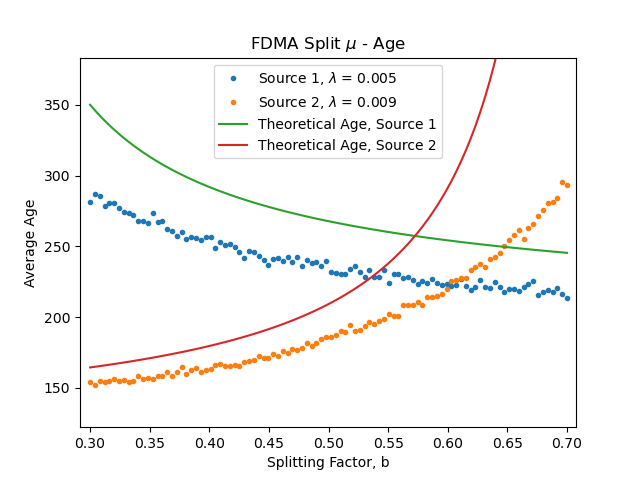 FDMA Split μ - Age
Source 1, λ = 0.005
Source 2, λ = 0.009
Theoretical Age, Source 1
Theoretical Age, Source 2
Average Age
350
300
250
200
150
0.30 0.35 0.40 0.45 0.50 0.55 0.60 0.65 0.70
Splitting Factor, b